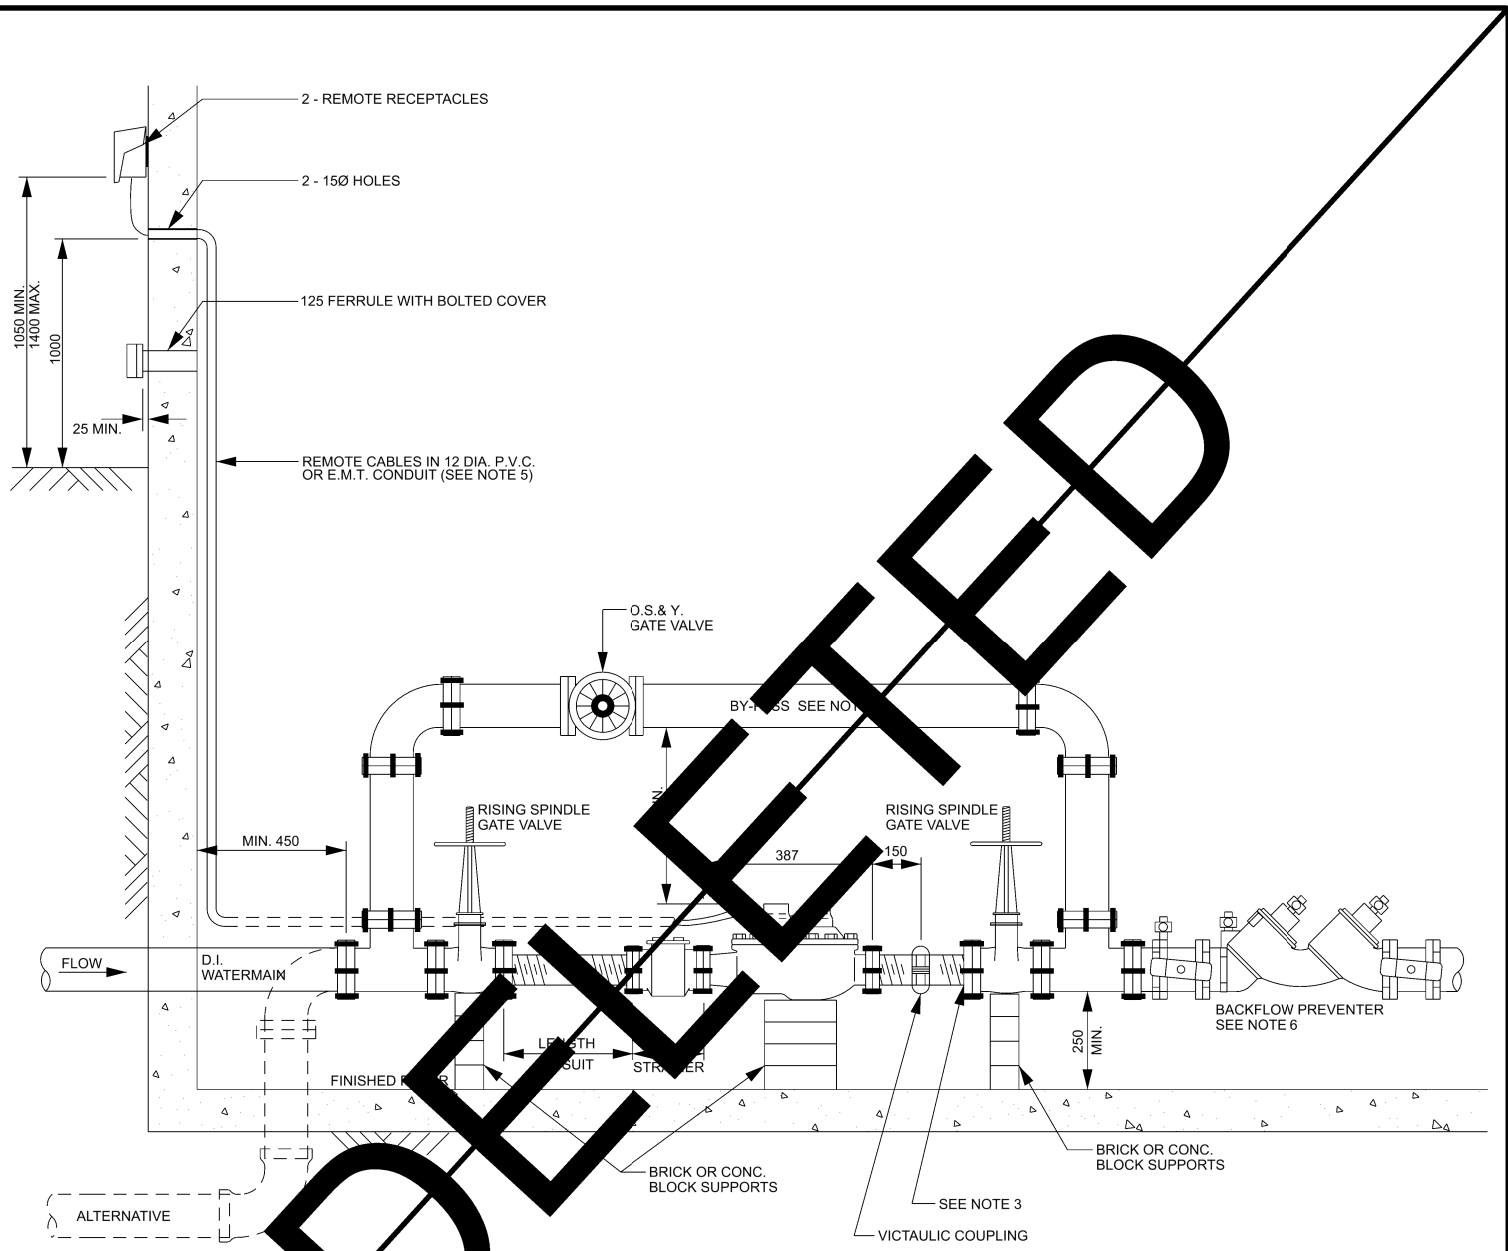 2 - REMOTE RECEPTACLES
2 - 15Ø HOLES
1050 MIN.
1400 MAX.
1000
125 FERRULE WITH BOLTED COVER
25 MIN.
REMOTE CABLES IN 12 DIA. P.V.C.
OR E.M.T. CONDUIT (SEE NOTE 5)
O.S.& Y.
GATE VALVE
SEE
RISING SPINDLE
GATE VALVE
RISING SPINDLE
GATE VALVE
MIN. 450
387
150
FLOW
D.I.
WATERMAIN
BACKFLOW PREVENTER
SEE NOTE 6
250
MIN.
SUIT
FINISHED
BRICK OR CONC.
BLOCK SUPPORTS
BRICK OR CONC.
BLOCK SUPPORTS
SEE NOTE 3
VICTAULIC COUPLING
ALTERNATIVE
DELETED